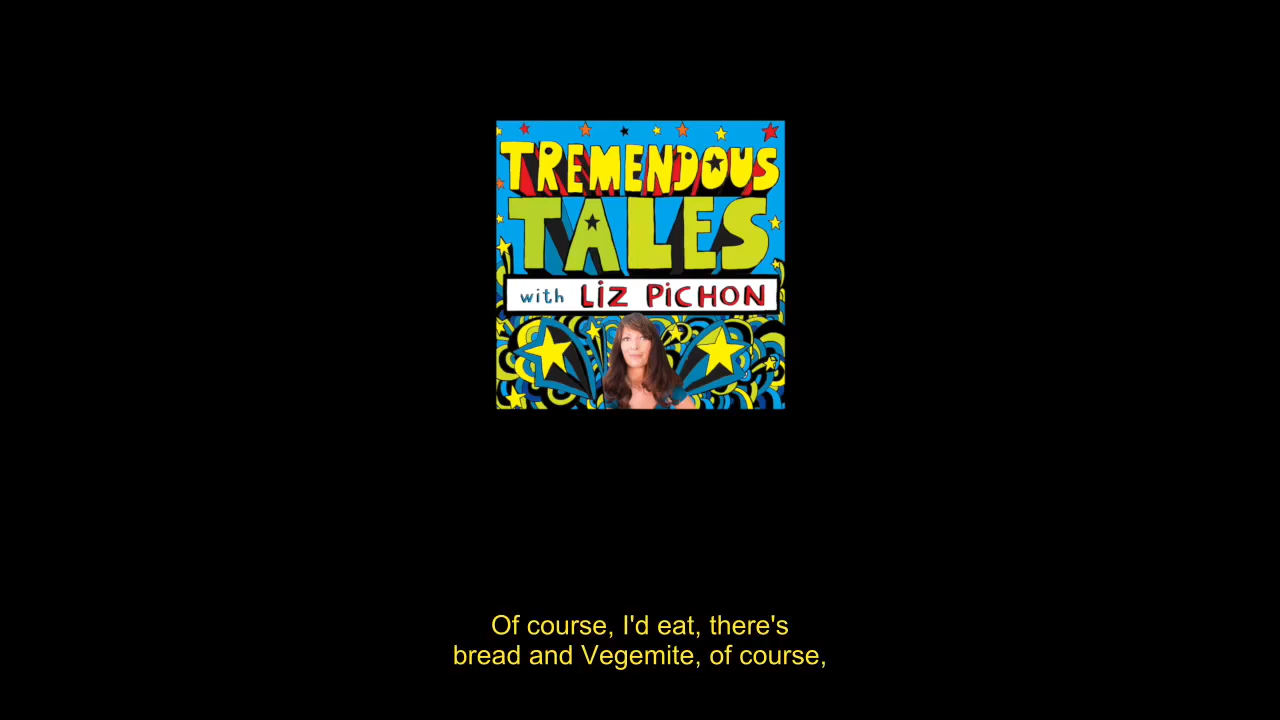 TREMENDOUS
TALES
with LIZ PiCHON
Of course, I'd eat, there's
bread and Vegemite, of course,